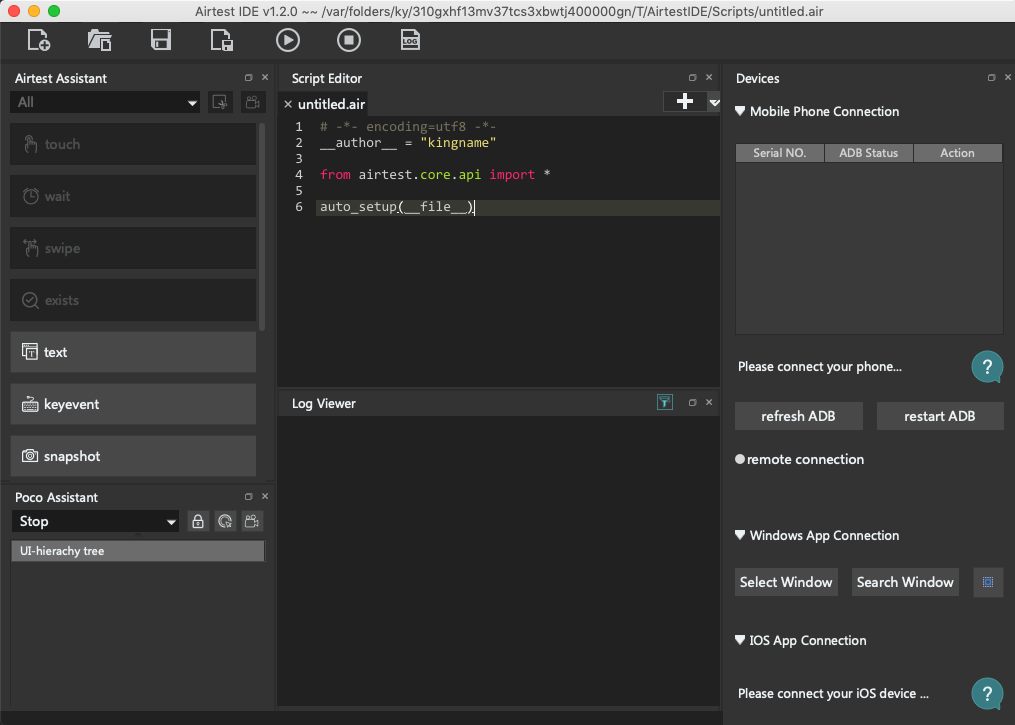 Airtest IDE v1.2.0 ~~ /var/folders/ky/310gxhf13mv37tcs3xbwtj400000gn/T/AirtestIDE/Scripts/untitled.air
LOG
Airtest Assistant
All
touch
wait
swipe
exists
text
keyevent
snapshot
Poco Assistant
Stop
UI-hierachy tree
Script Editor
untitled.air
1 # -*- encoding=utf8 -*-
2 __author__ = "kingname"
3
4 from airtest.core.api import *
5
6 auto_setup(__file__)
Log Viewer
Devices
Mobile Phone Connection
Serial NO. ADB Status Action
Please connect your phone... ?
refresh ADB restart ADB
remote connection
Windows App Connection
Select Window Search Window
IOS App Connection
Please connect your iOS device ... ?